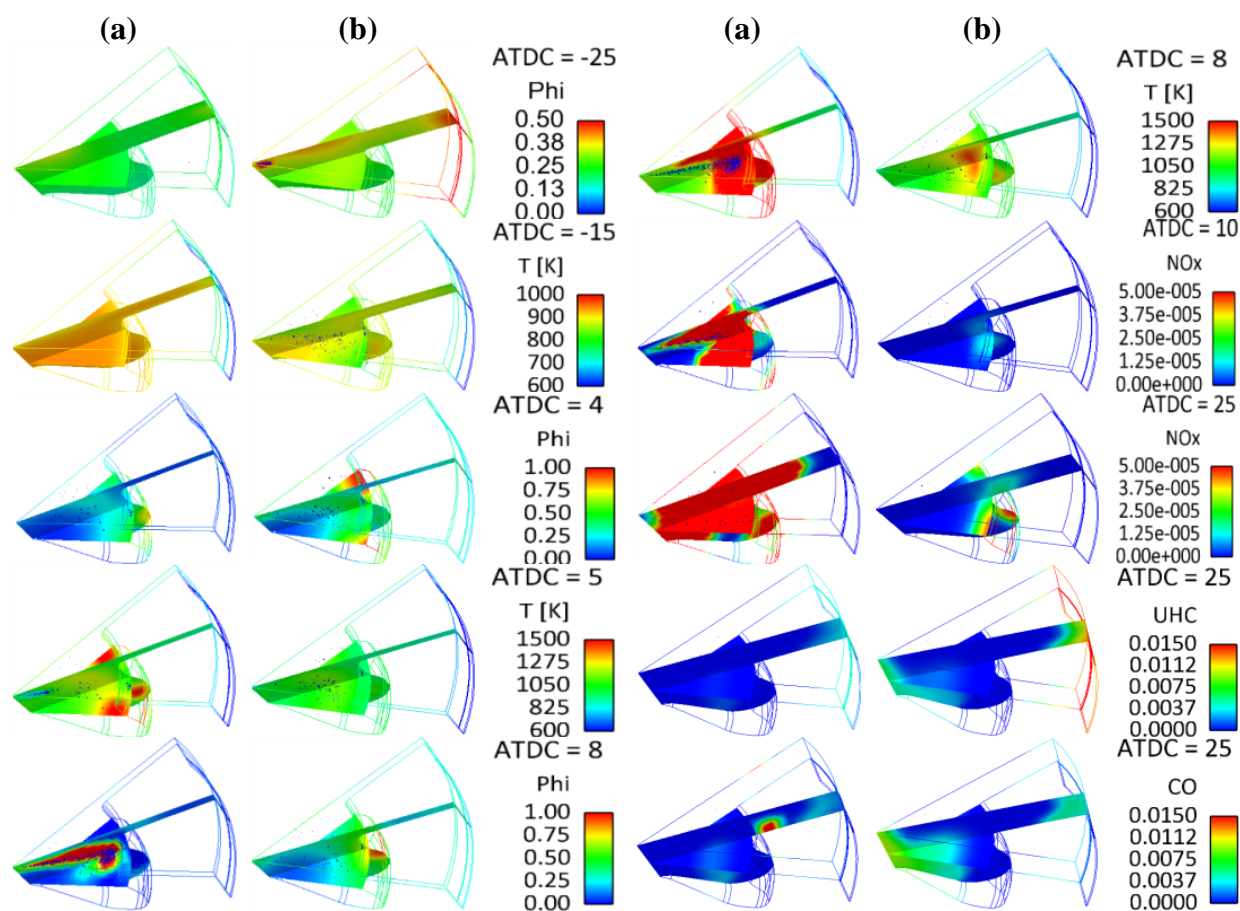 (a) (b) (a) (b)
ATDC = -25
Phi
0.50
0.38
0.25
0.13
0.00
ATDC = -15
T [K]
1000
900
800
700
600
ATDC = 4
Phi
1.00
0.75
0.50
0.25
0.00
ATDC = 5
T [K]
1500
1275
1050
825
600
ATDC = 8
Phi
1.00
0.75
0.50
0.25
0.00
ATDC = 8
T [K]
1500
1275
1050
825
600
ATDC = 10
NOx
5.00e-005
3.75e-005
2.50e-005
1.25e-005
0.00e+000
ATDC = 25
NOx
5.00e-005
3.75e-005
2.50e-005
1.25e-005
0.00e+000
ATDC = 25
UHC
0.0150
0.0112
0.0075
0.0037
0.0000
ATDC = 25
CO
0.0150
0.0112
0.0075
0.0037
0.0000